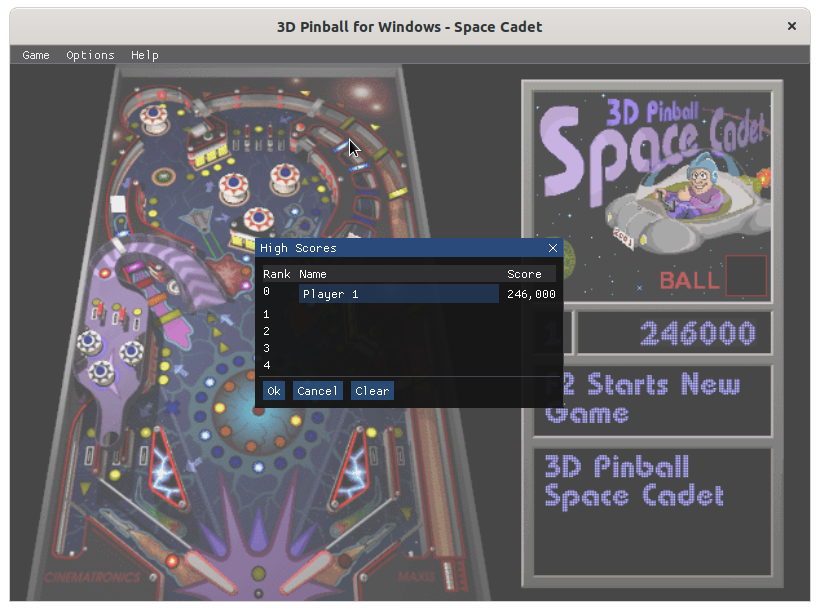 3D Pinball for Windows - Space Cadet
Game Options Help
3D Pinball
Space Cadet
BALL
High Scores
Rank Name Score
0 Player 1 246,000
1
2
3
4
Ok Cancel Clear
1 246000
F2 Starts New
Game
3D Pinball
Space Cadet
CINEMATRONICS MAXIS